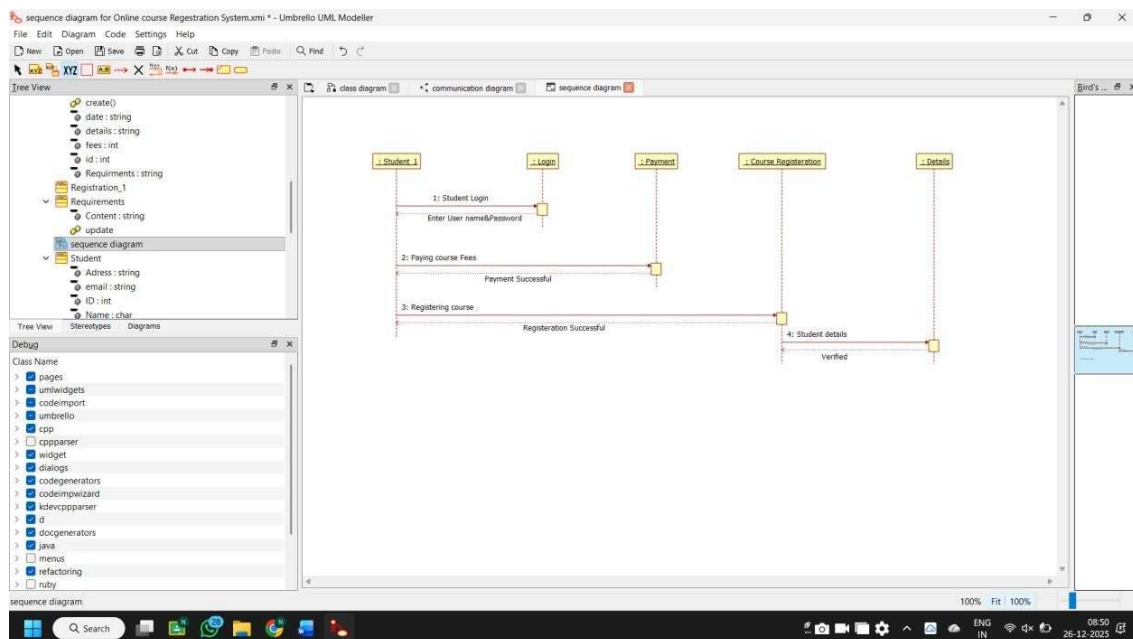 sequence diagram for Online course Regestration System.xmi * - Umbrello UML Modeller
File Edit Diagram Code Settings Help
New Open Save Cut Copy Paste Find
XYZ
Tree View
class diagram communication diagram sequence diagram
Bird's ...
create()
date : string
details : string
fees : int
id : int
Requirments : string
Registration_1
Requirements
Content : string
update
sequence diagram
Student
Adress : string
email : string
ID : int
Name : char
Tree View Stereotypes Diagrams
Debug
Class Name
pages
umlwidgets
codeimport
umbrello
cpp
cppparser
widget
dialogs
codegenerators
codeimpwizard
kdevcppparser
d
docgenerators
java
menus
refactoring
ruby
: Student_1 : Login : Payment : Course Registeration : Details
1: Student Login
Enter User name&Password
2: Paying course Fees
Payment Successful
3: Registering course
Registeration Successful
4: Student details
Verified
sequence diagram
100% Fit 100%
Search
28
ENG
IN
08:50
26-12-2025